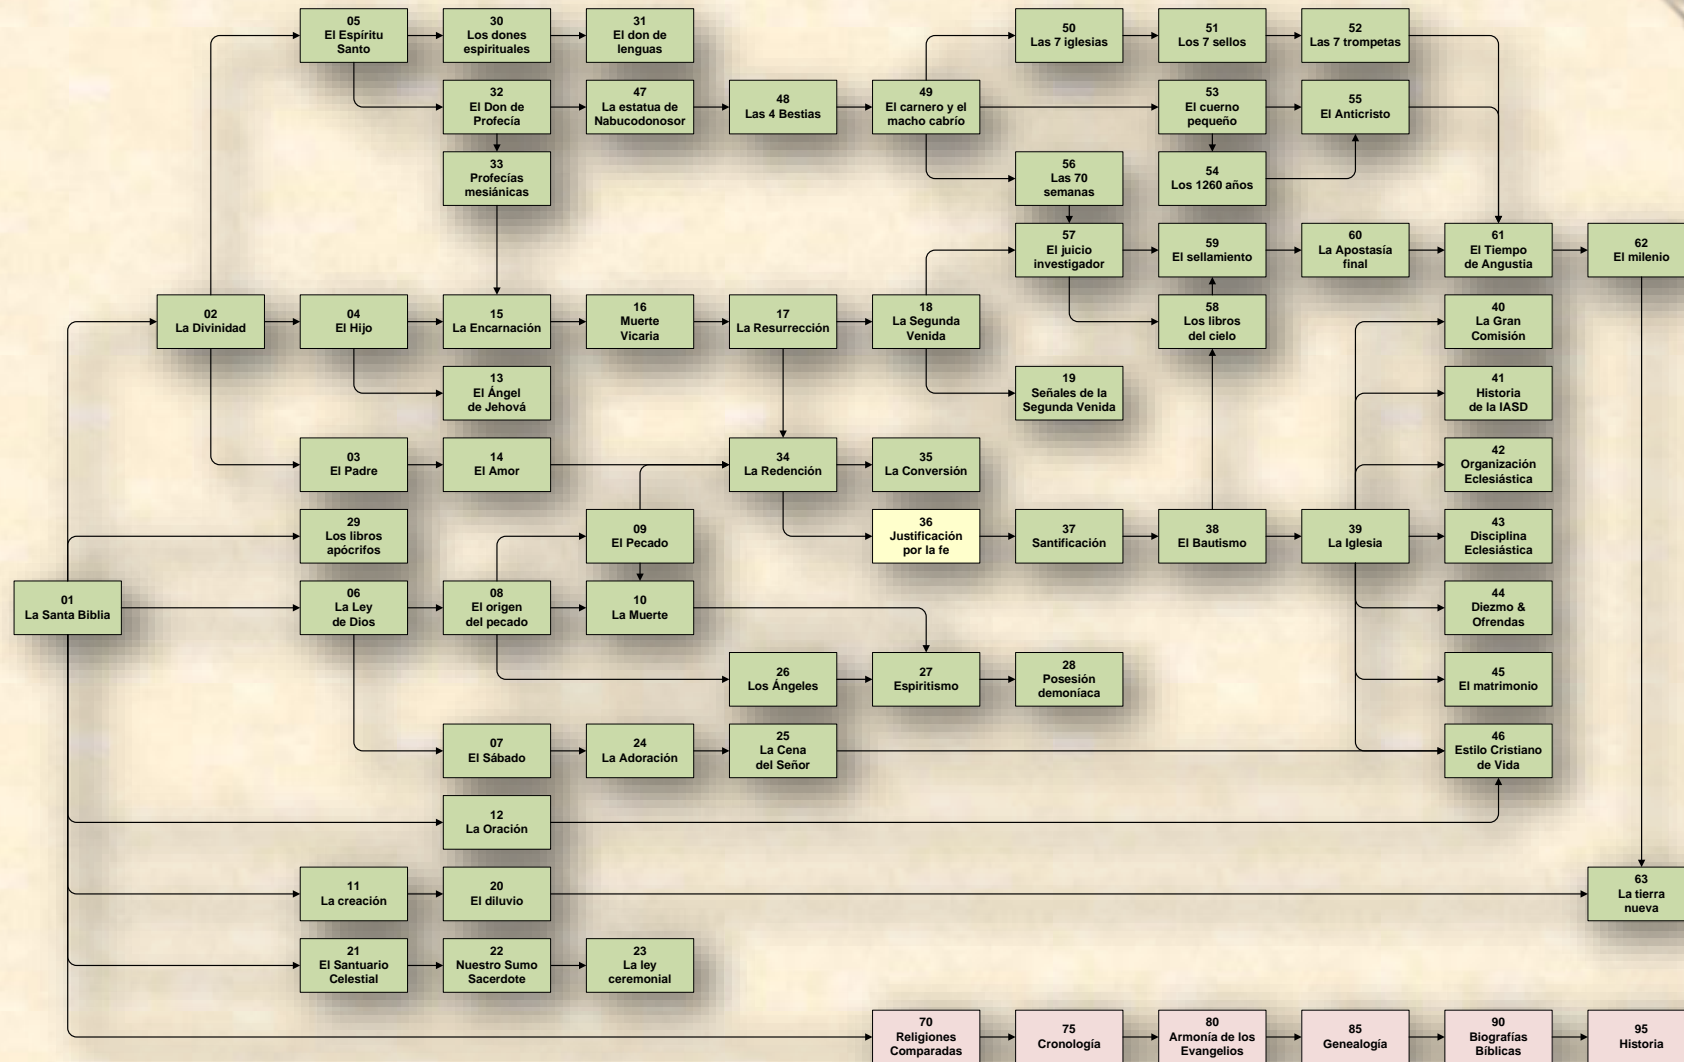 05
El Espíritu
Santo
30
Los dones
espirituales
31
El don de
lenguas
50
Las 7 iglesias
51
Los 7 sellos
52
Las 7 trompetas
32
El Don de
Profecía
47
La estatua de
Nabucodonosor
48
Las 4 Bestias
49
El carnero y el
macho cabrío
53
El cuerno
pequeño
55
El Anticristo
33
Profecías
mesiánicas
56
Las 70
semanas
54
Los 1260 años
57
El juicio
investigador
59
El sellamiento
60
La Apostasía
final
61
El Tiempo
de Angustia
62
El milenio
02
La Divinidad
04
El Hijo
15
La Encarnación
16
Muerte
Vicaria
17
La Resurrección
18
La Segunda
Venida
58
Los libros
del cielo
40
La Gran
Comisión
13
El Ángel
de Jehová
19
Señales de la
Segunda Venida
41
Historia
de la IASD
03
El Padre
14
El Amor
34
La Redención
35
La Conversión
42
Organización
Eclesiástica
29
Los libros
apócrifos
09
El Pecado
36
Justificación
por la fe
37
Santificación
38
El Bautismo
39
La Iglesia
43
Disciplina
Eclesiástica
01
La Santa Biblia
06
La Ley
de Dios
08
El origen
del pecado
10
La Muerte
44
Diezmo &
Ofrendas
26
Los Ángeles
27
Espiritismo
28
Posesión
demoníaca
45
El matrimonio
07
El Sábado
24
La Adoración
25
La Cena
del Señor
46
Estilo Cristiano
de Vida
12
La Oración
11
La creación
20
El diluvio
63
La tierra
nueva
21
El Santuario
Celestial
22
Nuestro Sumo
Sacerdote
23
La ley
ceremonial
70
Religiones
Comparadas
75
Cronología
80
Armonía de los
Evangelios
85
Genealogía
90
Biografías
Bíblicas
95
Historia